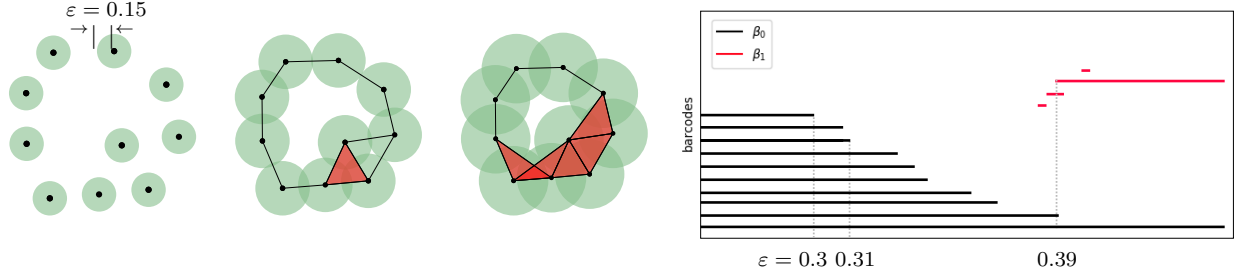 ε = 0.15
β₀
β₁
barcodes
ε = 0.3 0.31 0.39